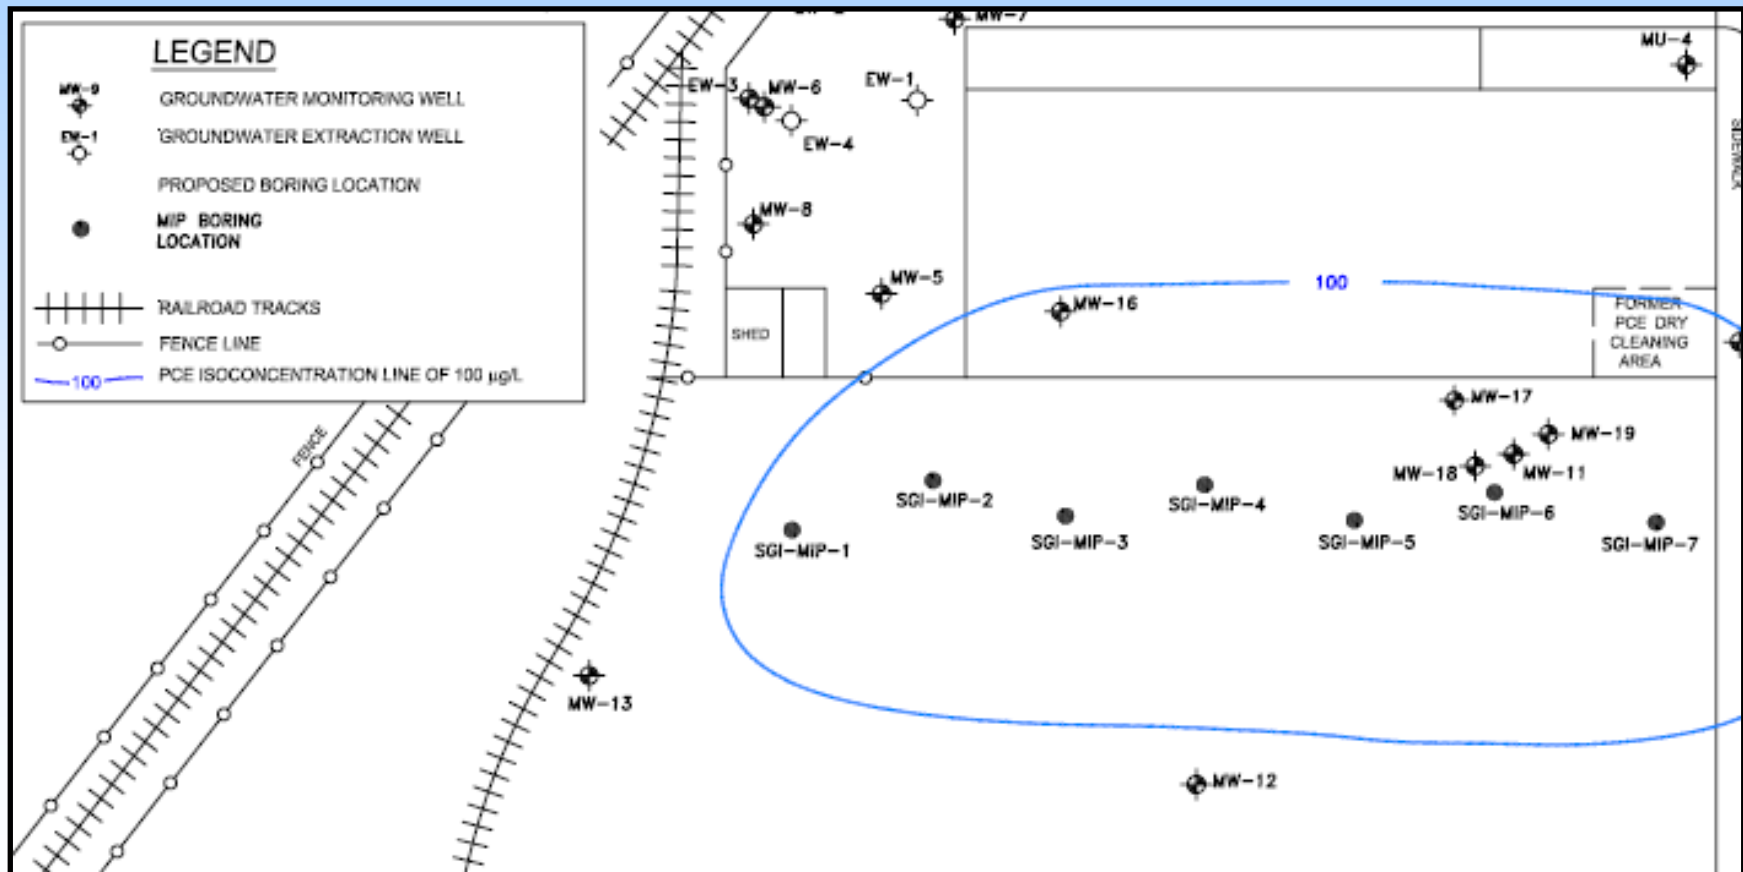 LEGEND
MW-9
GROUNDWATER MONITORING WELL
EW-1
GROUNDWATER EXTRACTION WELL
PROPOSED BORING LOCATION
MIP BORING
LOCATION
RAILROAD TRACKS
FENCE LINE
100
PCE ISOCONCENTRATION LINE OF 100 µg/L
MW-7
MU-4
EW-3
MW-6
EW-1
EW-4
SIDEWALK
MW-8
MW-5
100
MW-16
FORMER
PCE DRY
CLEANING
AREA
SHED
MW-17
FENCE
MW-19
MW-18
MW-11
SGI-MIP-2
SGI-MIP-4
SGI-MIP-6
SGI-MIP-1
SGI-MIP-3
SGI-MIP-5
SGI-MIP-7
MW-13
MW-12